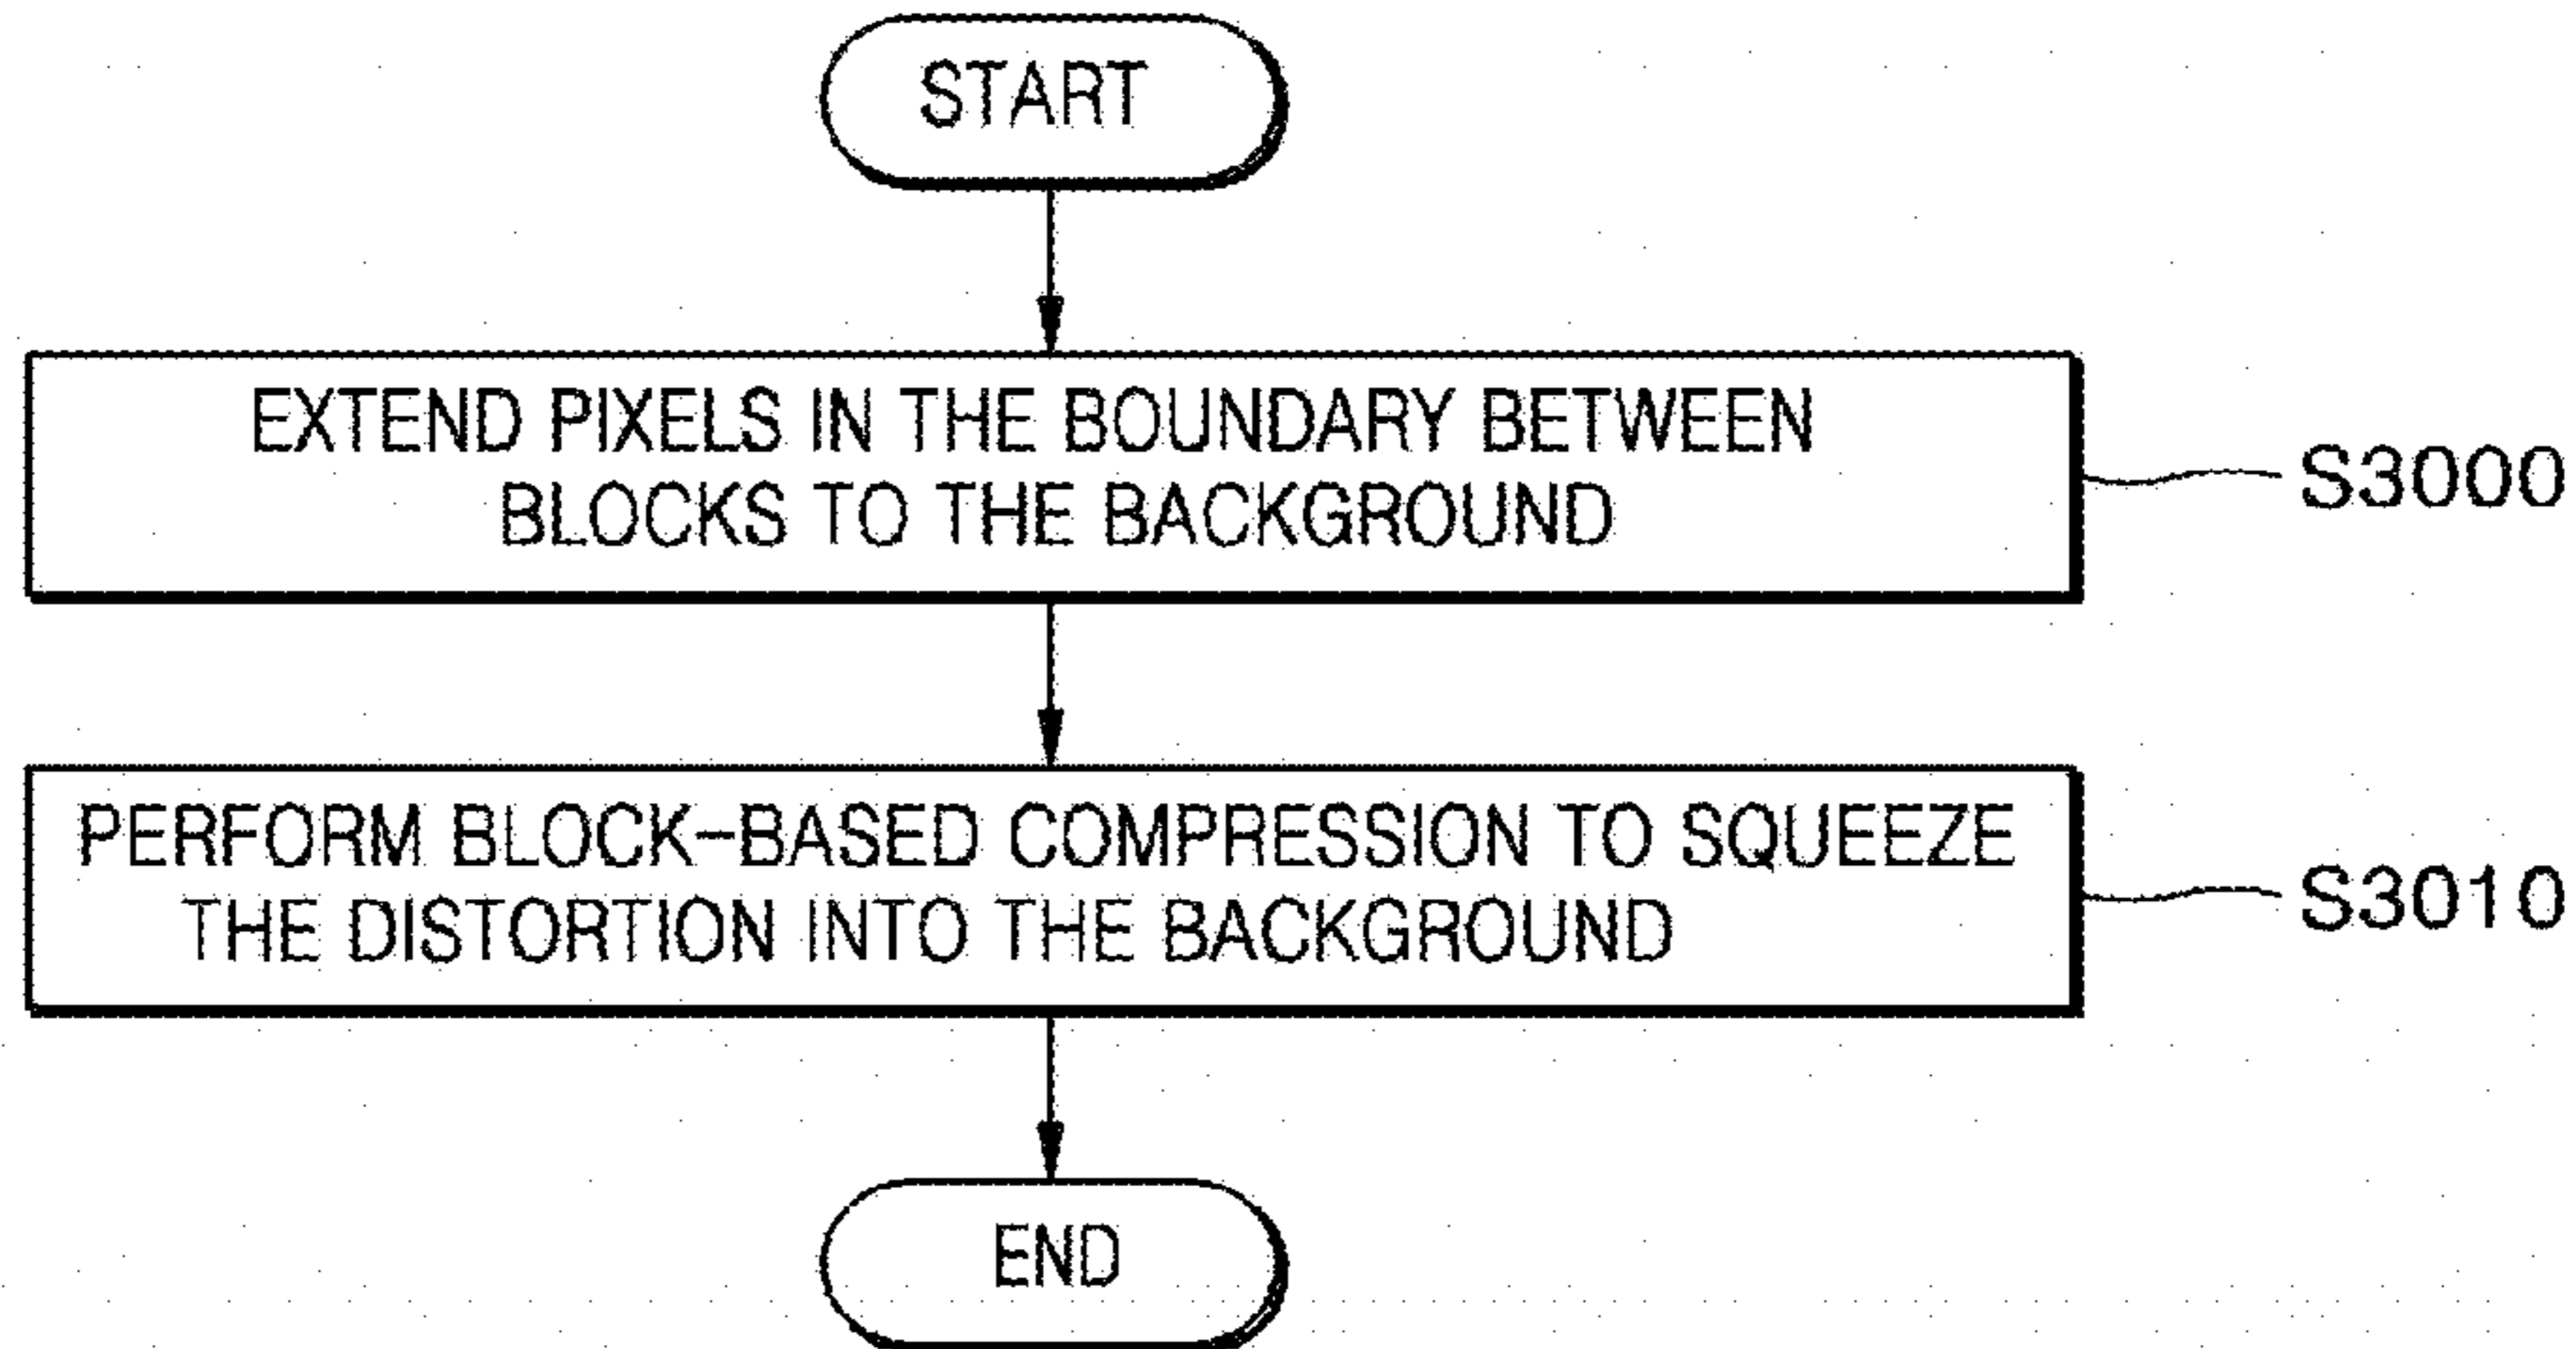 START
EXTEND PIXELS IN THE BOUNDARY BETWEEN
BLOCKS TO THE BACKGROUND
S3000
PERFORM BLOCK-BASED COMPRESSION TO SQUEEZE
THE DISTORTION INTO THE BACKGROUND
S3010
END